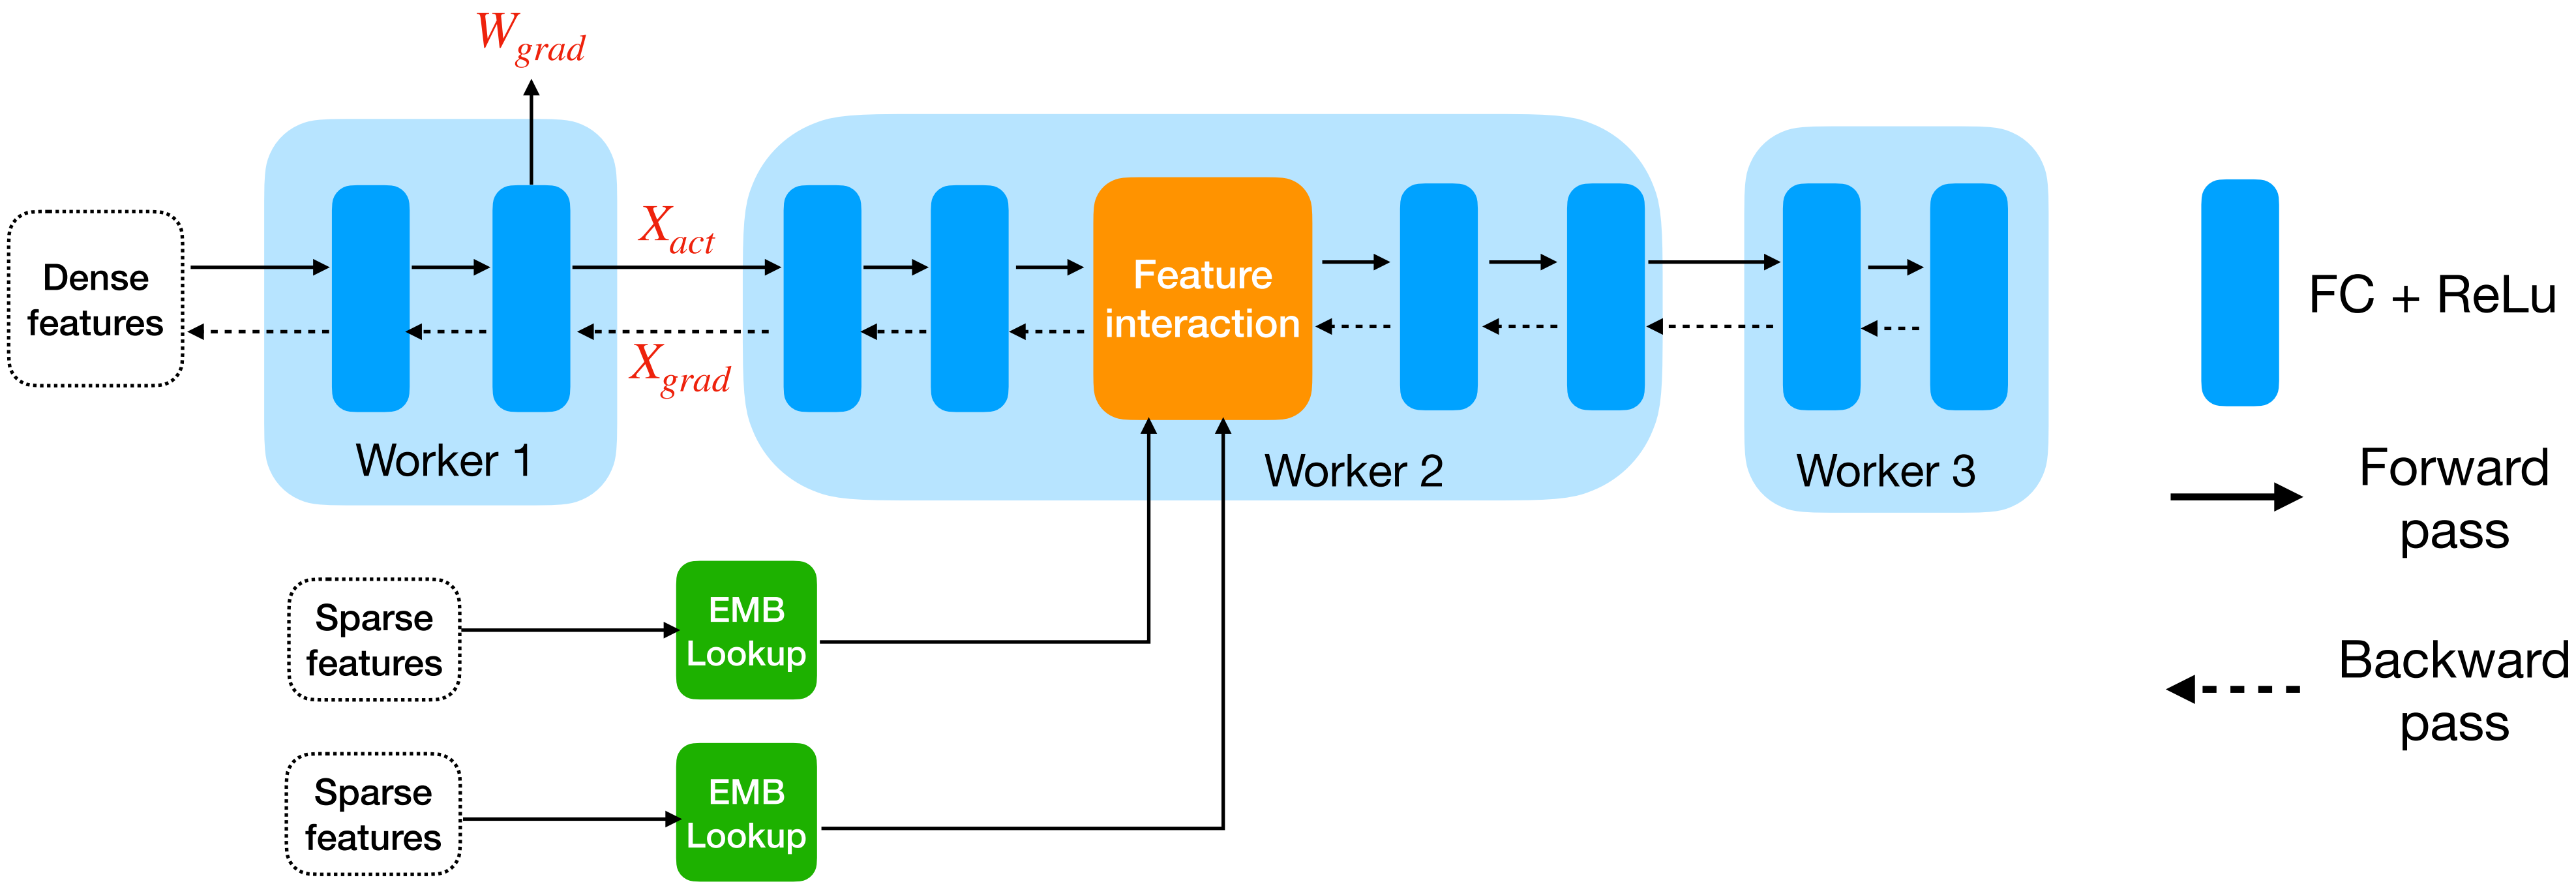 W_grad
X_act
X_grad
Dense
features
Feature
interaction
FC + ReLu
Worker 1
Worker 2
Worker 3
Forward
pass
Sparse
features
EMB
Lookup
Backward
pass
Sparse
features
EMB
Lookup